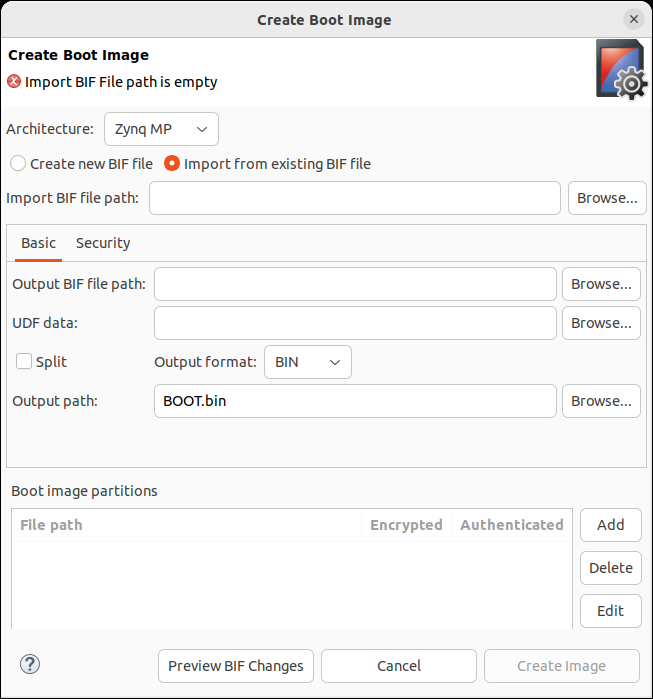 Create Boot Image
Create Boot Image
Import BIF File path is empty
Architecture: Zynq MP
Create new BIF file Import from existing BIF file
Import BIF file path: Browse...
Basic Security
Output BIF file path: Browse...
UDF data: Browse...
Split Output format: BIN
Output path: BOOT.bin Browse...
Boot image partitions
File path Encrypted Authenticated Add
Delete
Edit
? Preview BIF Changes Cancel Create Image